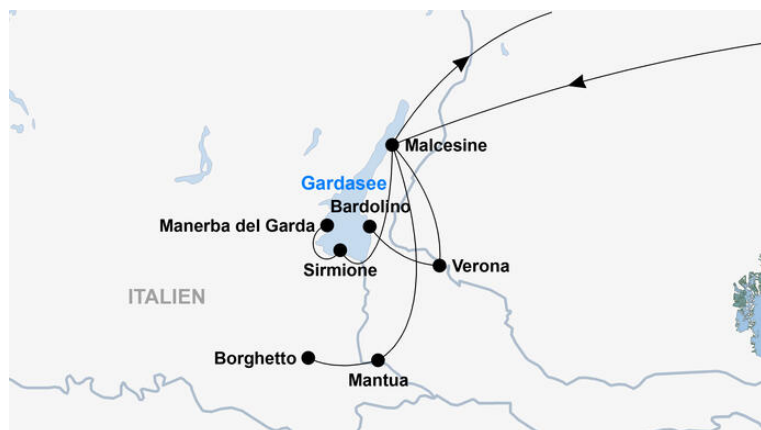 Malcesine
Gardasee
Bardolino
Manerba del Garda
Sirmione
Verona
ITALIEN
Borghetto
Mantua